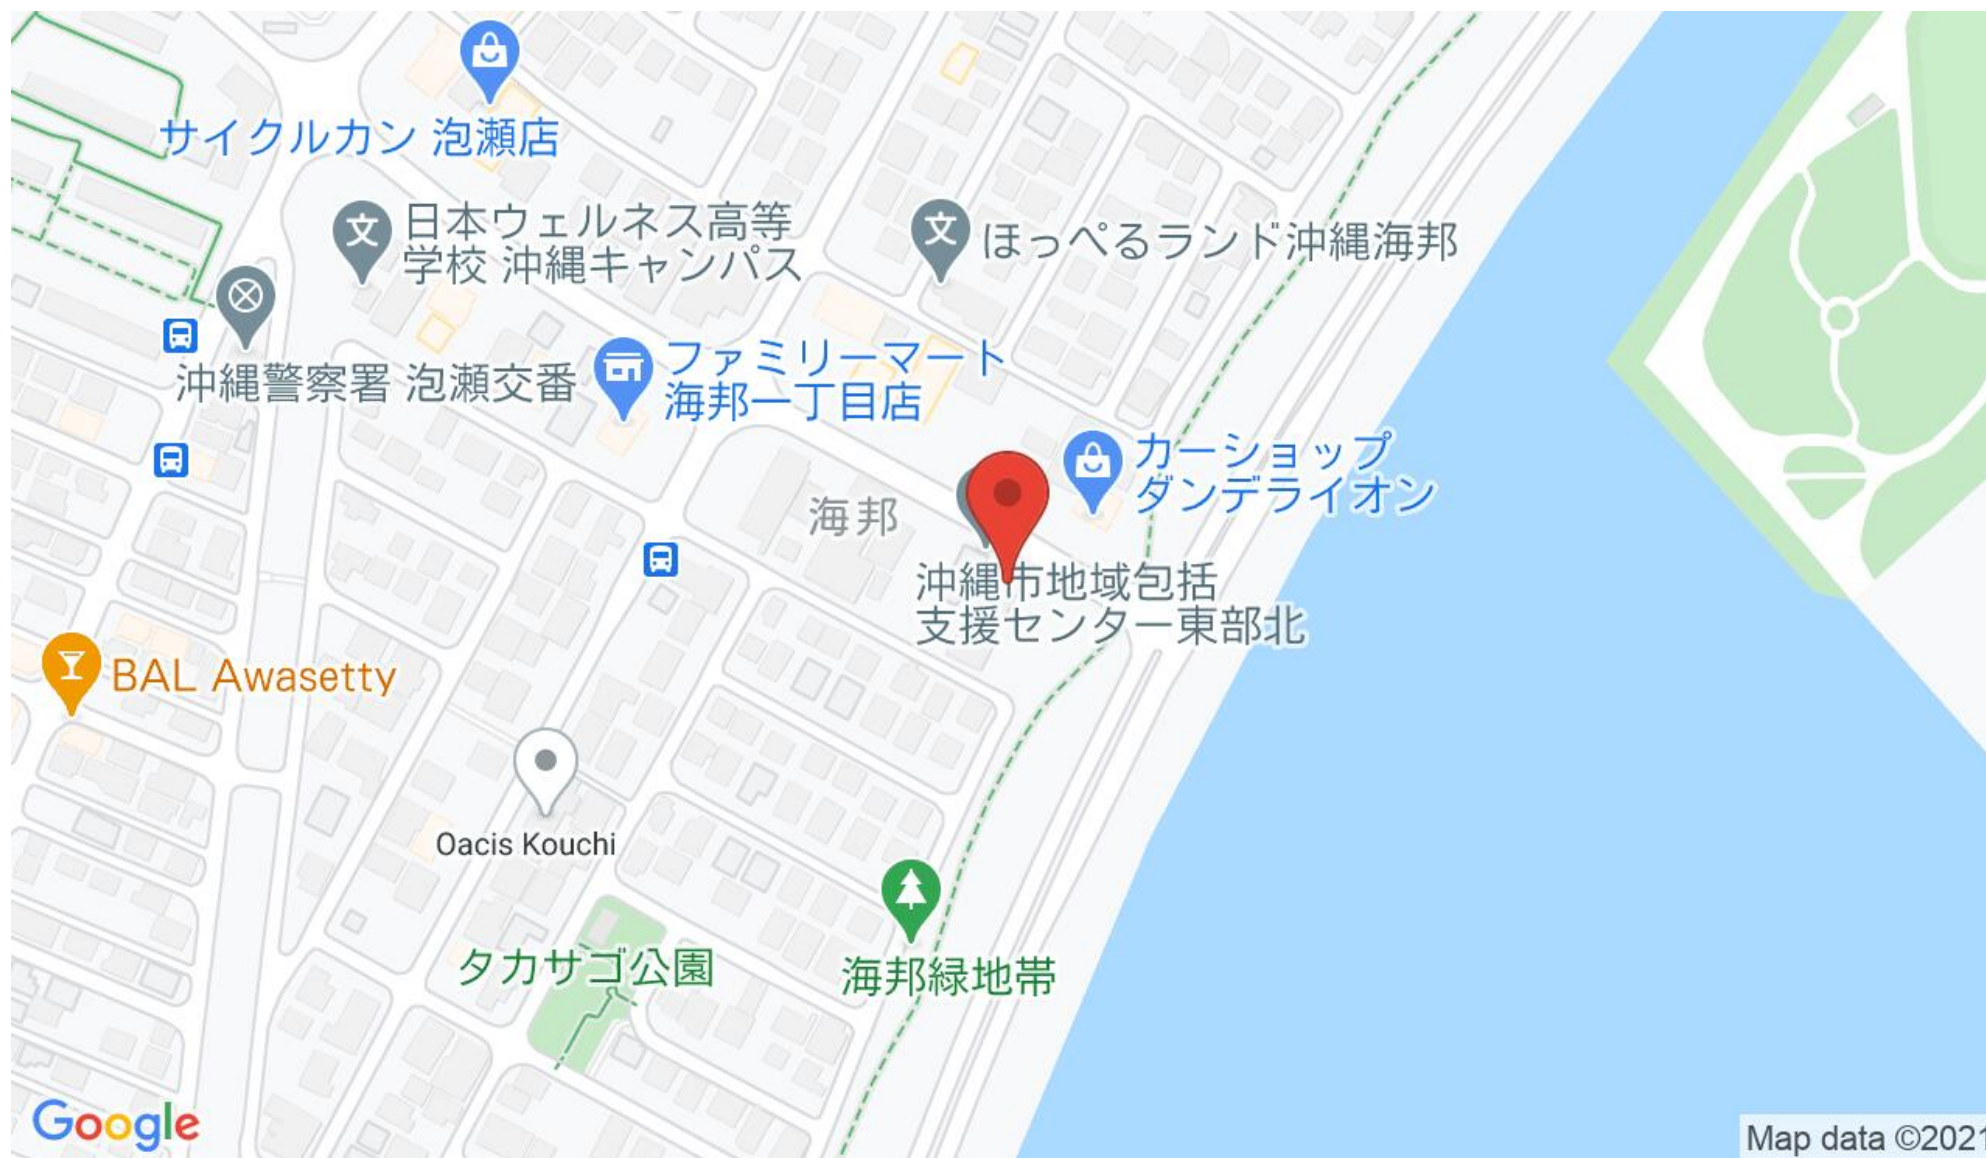 サイクルカン 泡瀬店
日本ウェルネス高等
学校 沖縄キャンパス
ほっぺるランド沖縄海邦
沖縄警察署 泡瀬交番
ファミリーマート
海邦一丁目店
カーショップ
ダンデライオン
海邦
沖縄市地域包括
支援センター東部北
BAL Awasetty
Oacis Kouchi
タカサゴ公園
海邦緑地帯
Google
Map data ©2021